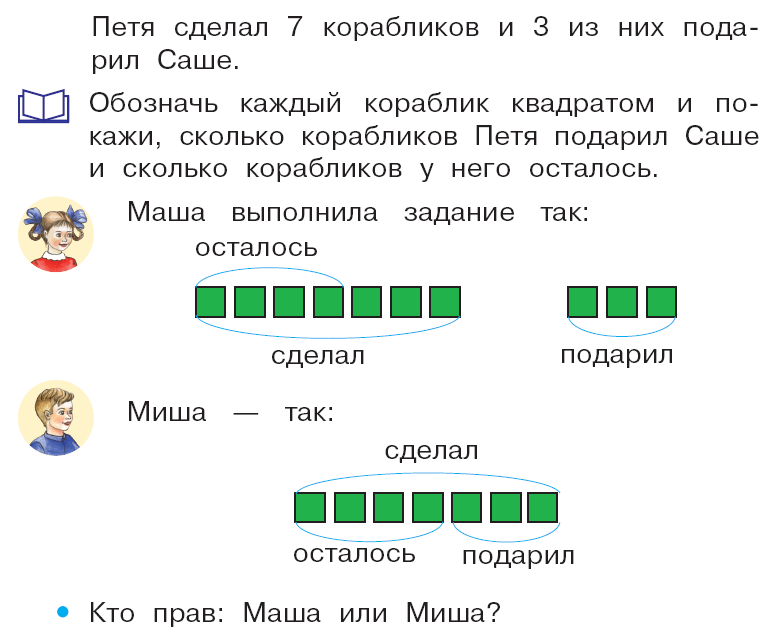 Петя сделал 7 корабликов и 3 из них пода-
рил Саше.
Обозначь каждый кораблик квадратом и по-
кажи, сколько корабликов Петя подарил Саше
и сколько корабликов у него осталось.
Маша выполнила задание так:
осталось
сделал
подарил
Миша — так:
сделал
осталось
подарил
Кто прав: Маша или Миша?